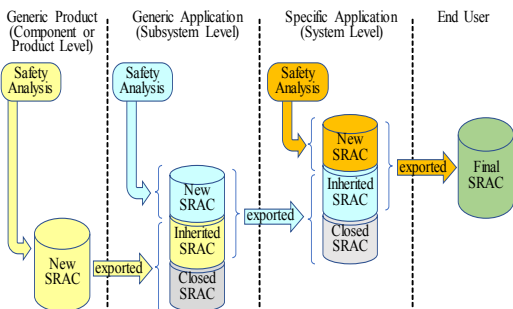 Generic Product
(Component or
Product Level)
Generic Application
(Subsystem Level)
Specific Application
(System Level)
End User
Safety
Analysis
Safety
Analysis
Safety
Analysis
New
SRAC
exported
New
SRAC
Inherited
SRAC
Closed
SRAC
exported
New
SRAC
Inherited
SRAC
Closed
SRAC
exported
Final
SRAC